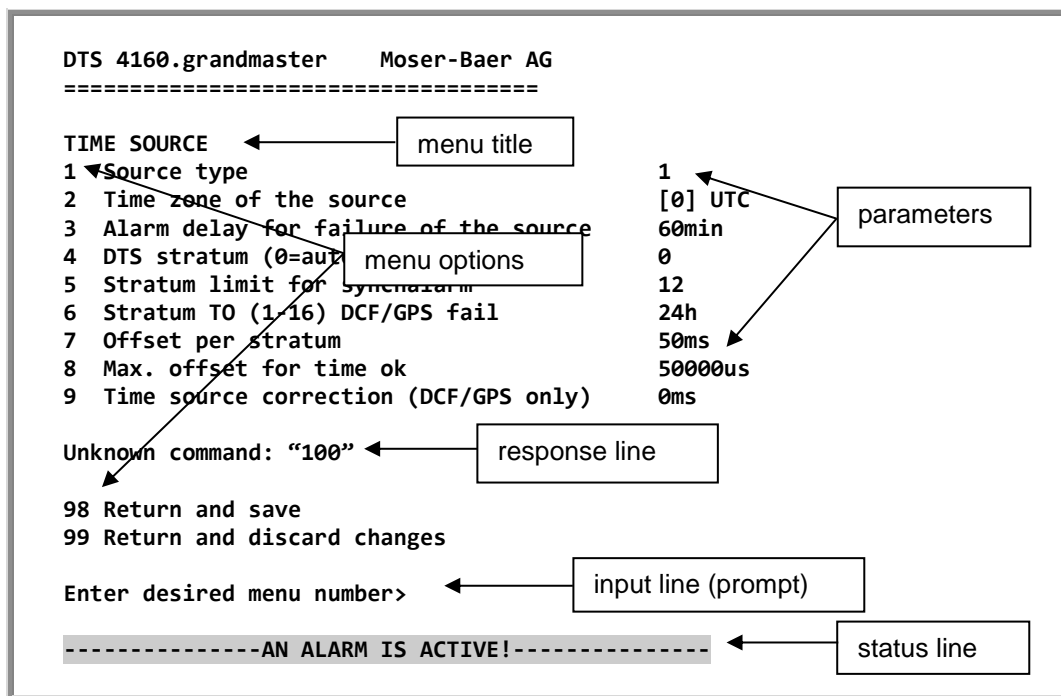 DTS 4160.grandmaster Moser-Baer AG
====================================
TIME SOURCE
menu title
1 Source type 1
2 Time zone of the source [0] UTC
parameters
3 Alarm delay for failure of the source 60min
4 DTS stratum (0=aut 0
menu options
5 Stratum limit for synchalarm 12
6 Stratum TO (1-16) DCF/GPS fail 24h
7 Offset per stratum 50ms
8 Max. offset for time ok 50000us
9 Time source correction (DCF/GPS only) 0ms
Unknown command: “100”
response line
98 Return and save
99 Return and discard changes
Enter desired menu number>
input line (prompt)
---------------AN ALARM IS ACTIVE!---------------
status line